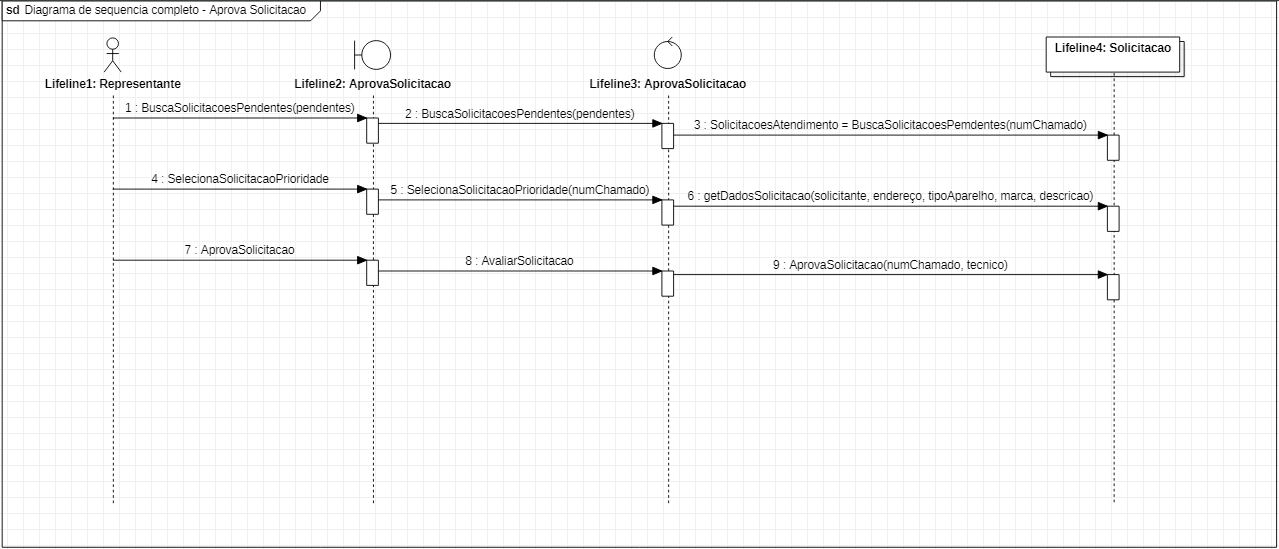 sd Diagrama de sequencia completo - Aprova Solicitacao
Lifeline4: Solicitacao
Lifeline1: Representante
Lifeline2: AprovaSolicitacao
Lifeline3: AprovaSolicitacao
1 : BuscaSolicitacoesPendentes(pendentes)
2 : BuscaSolicitacoesPendentes(pendentes)
3 : SolicitacoesAtendimento = BuscaSolicitacoesPemdentes(numChamado)
4 : SelecionaSolicitacaoPrioridade
5 : SelecionaSolicitacaoPrioridade(numChamado)
6 : getDadosSolicitacao(solicitante, endereço, tipoAparelho, marca, descricao)
7 : AprovaSolicitacao
8 : AvaliarSolicitacao
9 : AprovaSolicitacao(numChamado, tecnico)